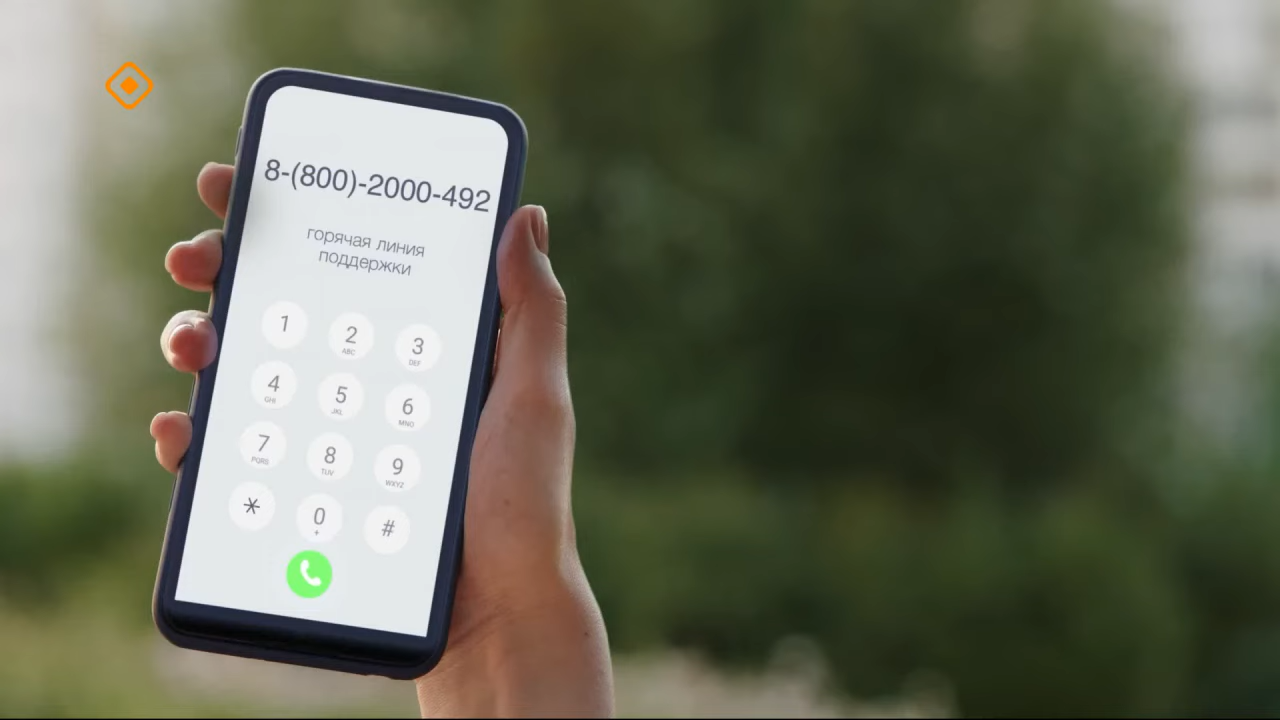 8-(800)-2000-492
горячая линия
поддержки
1
2
ABC
3
DEF
4
GHI
5
JKL
6
MNO
7
PQRS
8
TUV
9
WXYZ
*
0
+
#